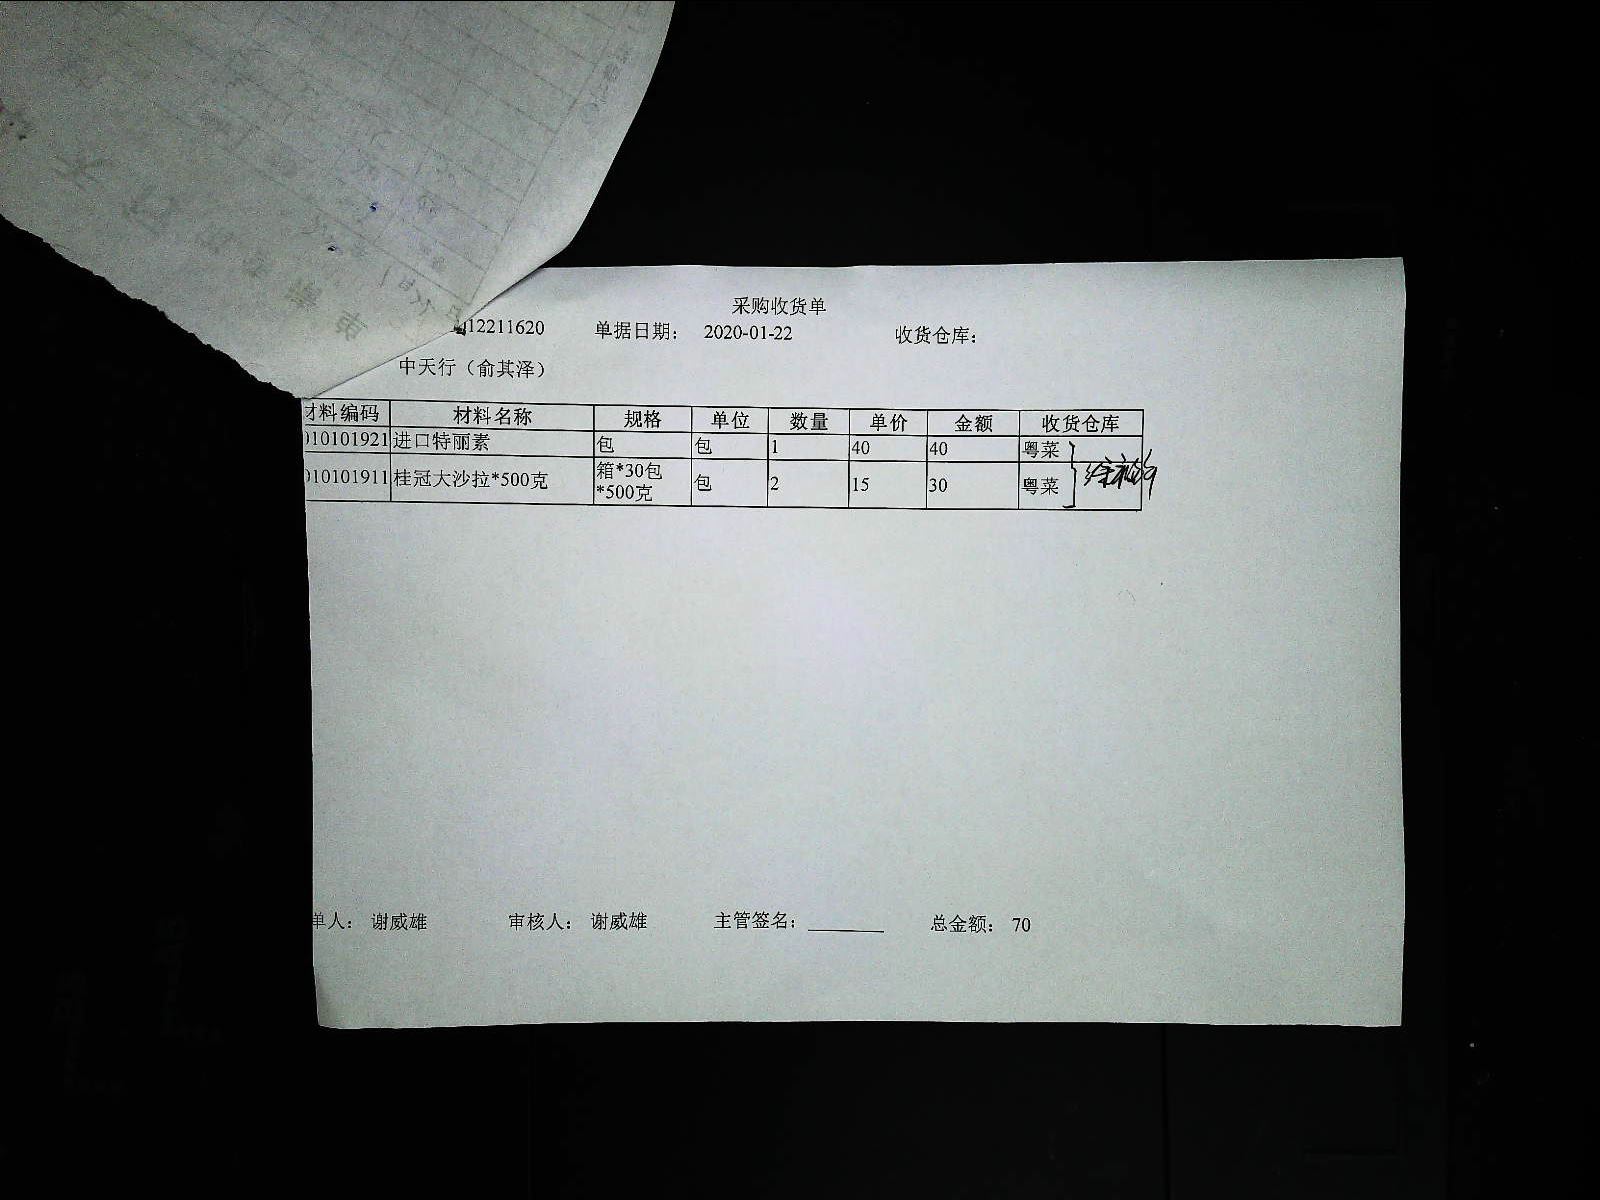 采购收货单
12211620 单据日期: 2020-01-22 收货仓库:
中天行（俞其泽）
材料编码 材料名称 规格 单位 数量 单价 金额 收货仓库
010101921 进口特丽素 包 包 1 40 40 粤菜
010101911 桂冠大沙拉*500克 箱*30包*500克 包 2 15 30 粤菜
单人: 谢威雄 审核人: 谢威雄 主管签名: 总金额: 70